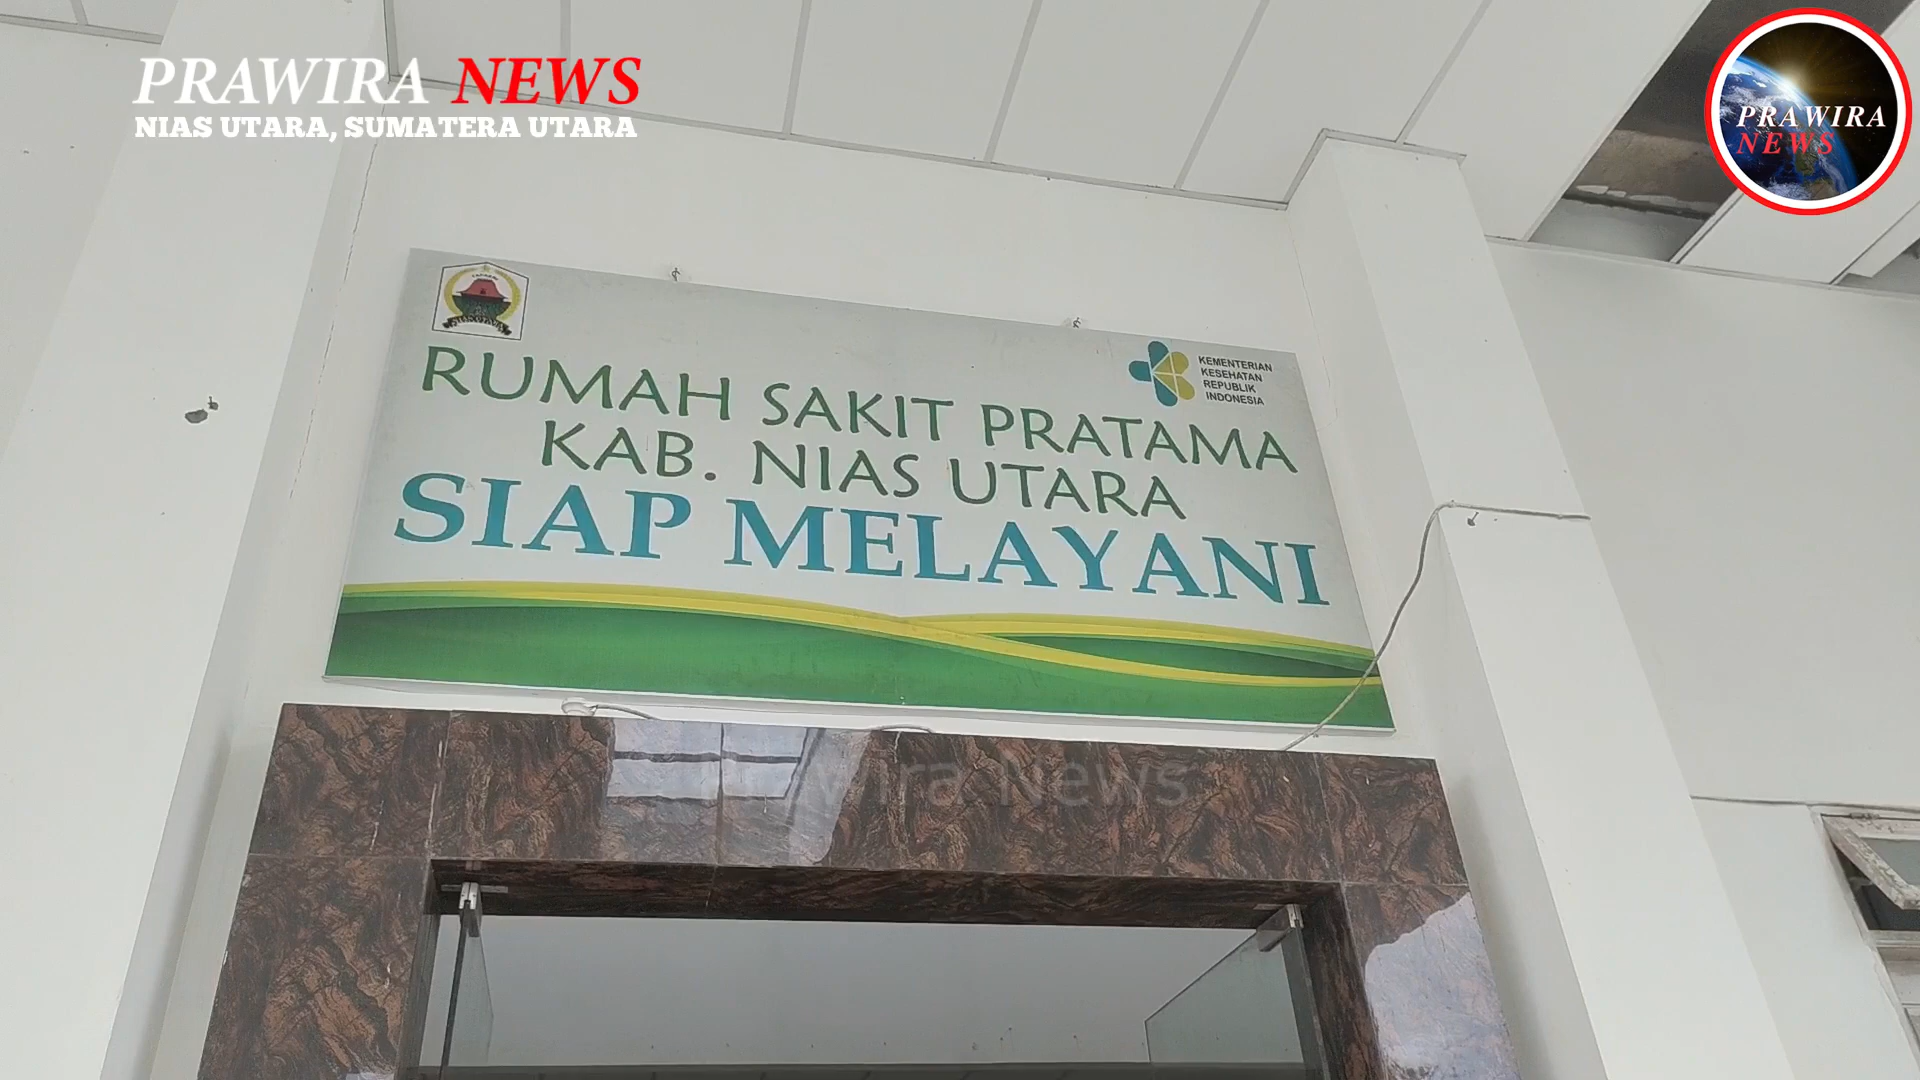 PRAWIRA NEWS
NIAS UTARA, SUMATERA UTARA
PRAWIRA
NEWS
KEMENTERIAN
KESEHATAN
REPUBLIK
INDONESIA
RUMAH SAKIT PRATAMA
KAB. NIAS UTARA
SIAP MELAYANI
Prawira News